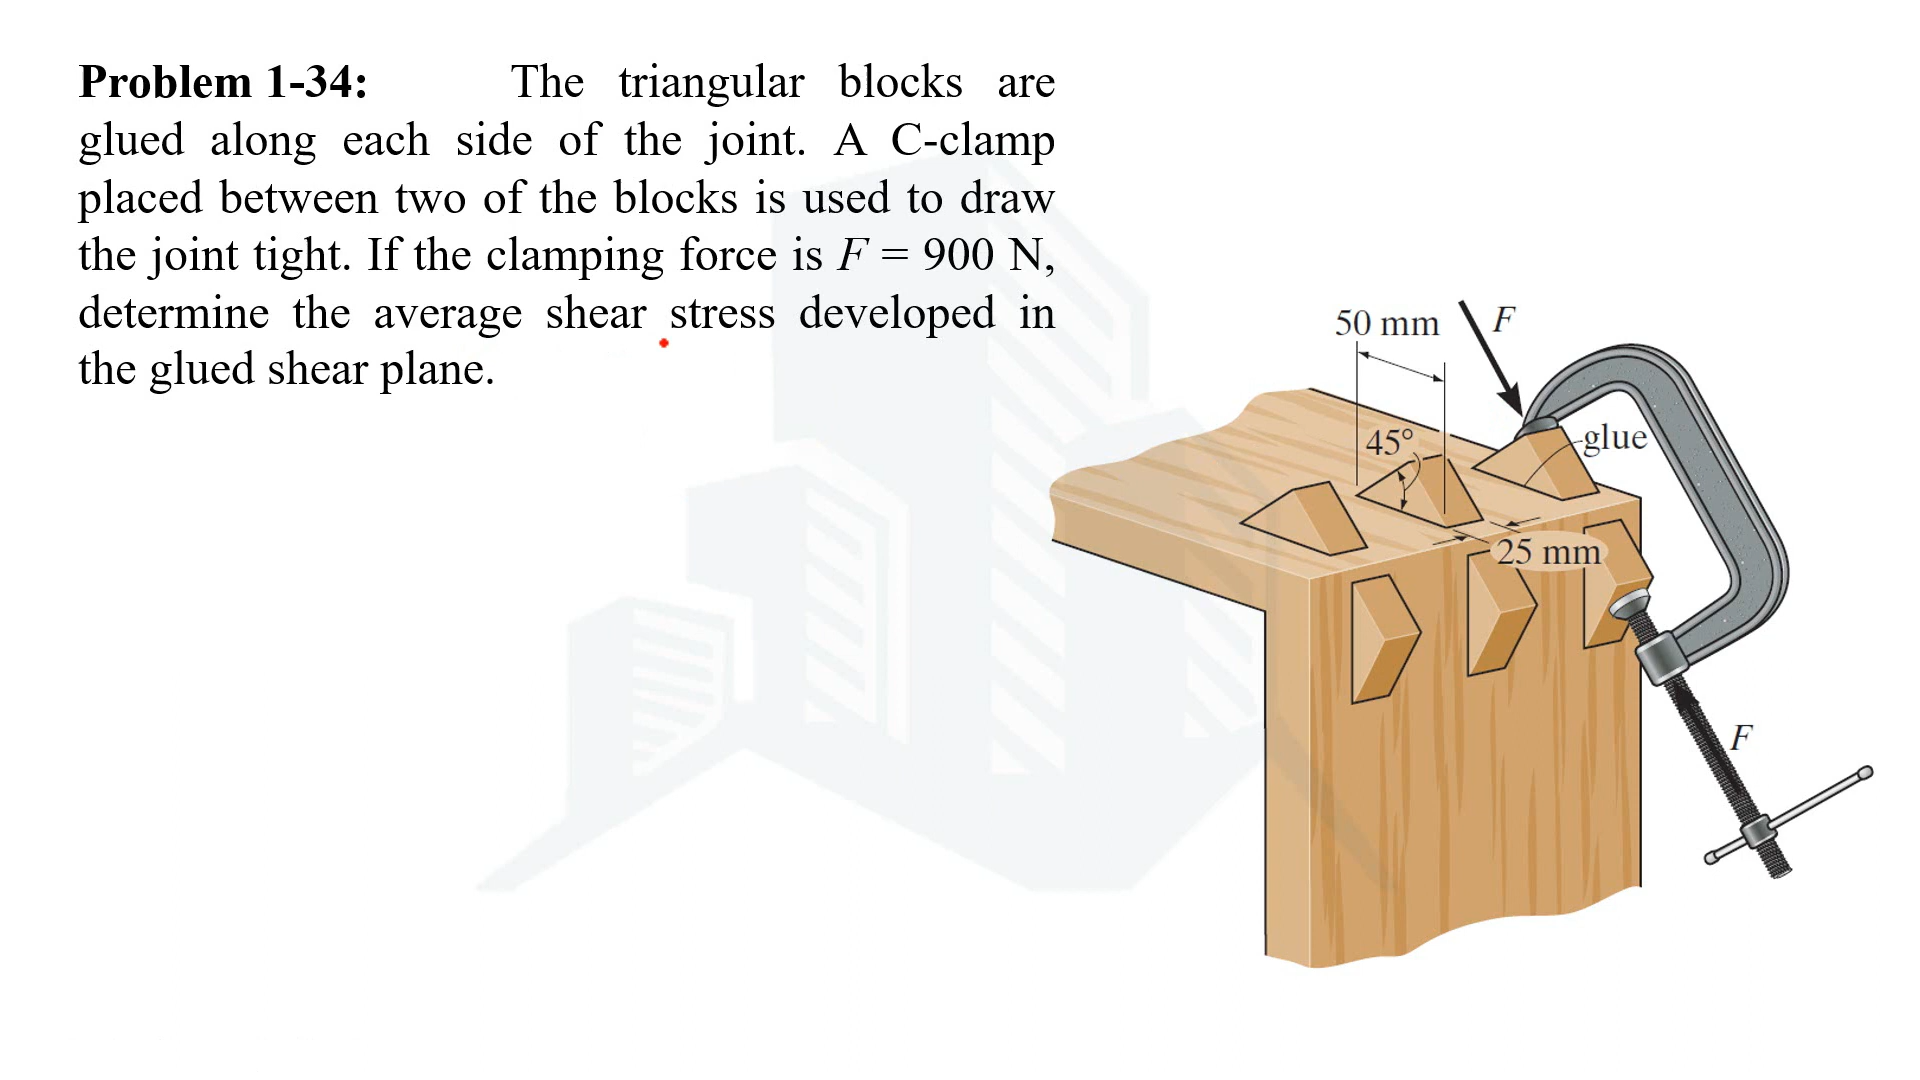 Problem 1-34: The triangular blocks are
glued along each side of the joint. A C-clamp
placed between two of the blocks is used to draw
the joint tight. If the clamping force is F = 900 N,
determine the average shear stress developed in
the glued shear plane.
50 mm
F
45°
glue
25 mm
F